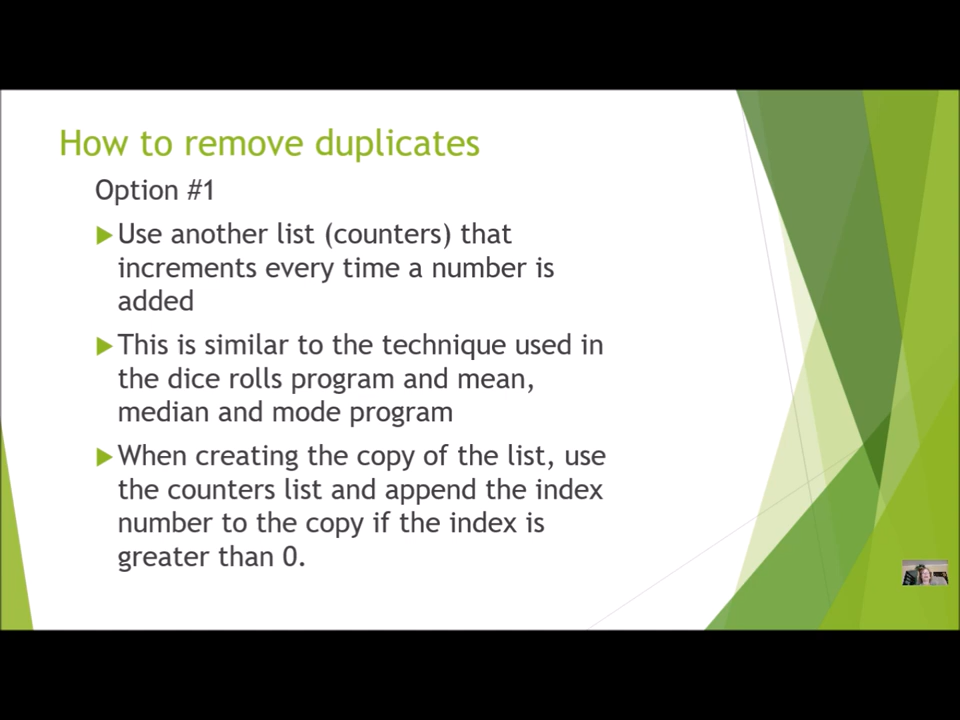 How to remove duplicates
Option #1
Use another list (counters) that
increments every time a number is
added
This is similar to the technique used in
the dice rolls program and mean,
median and mode program
When creating the copy of the list, use
the counters list and append the index
number to the copy if the index is
greater than 0.